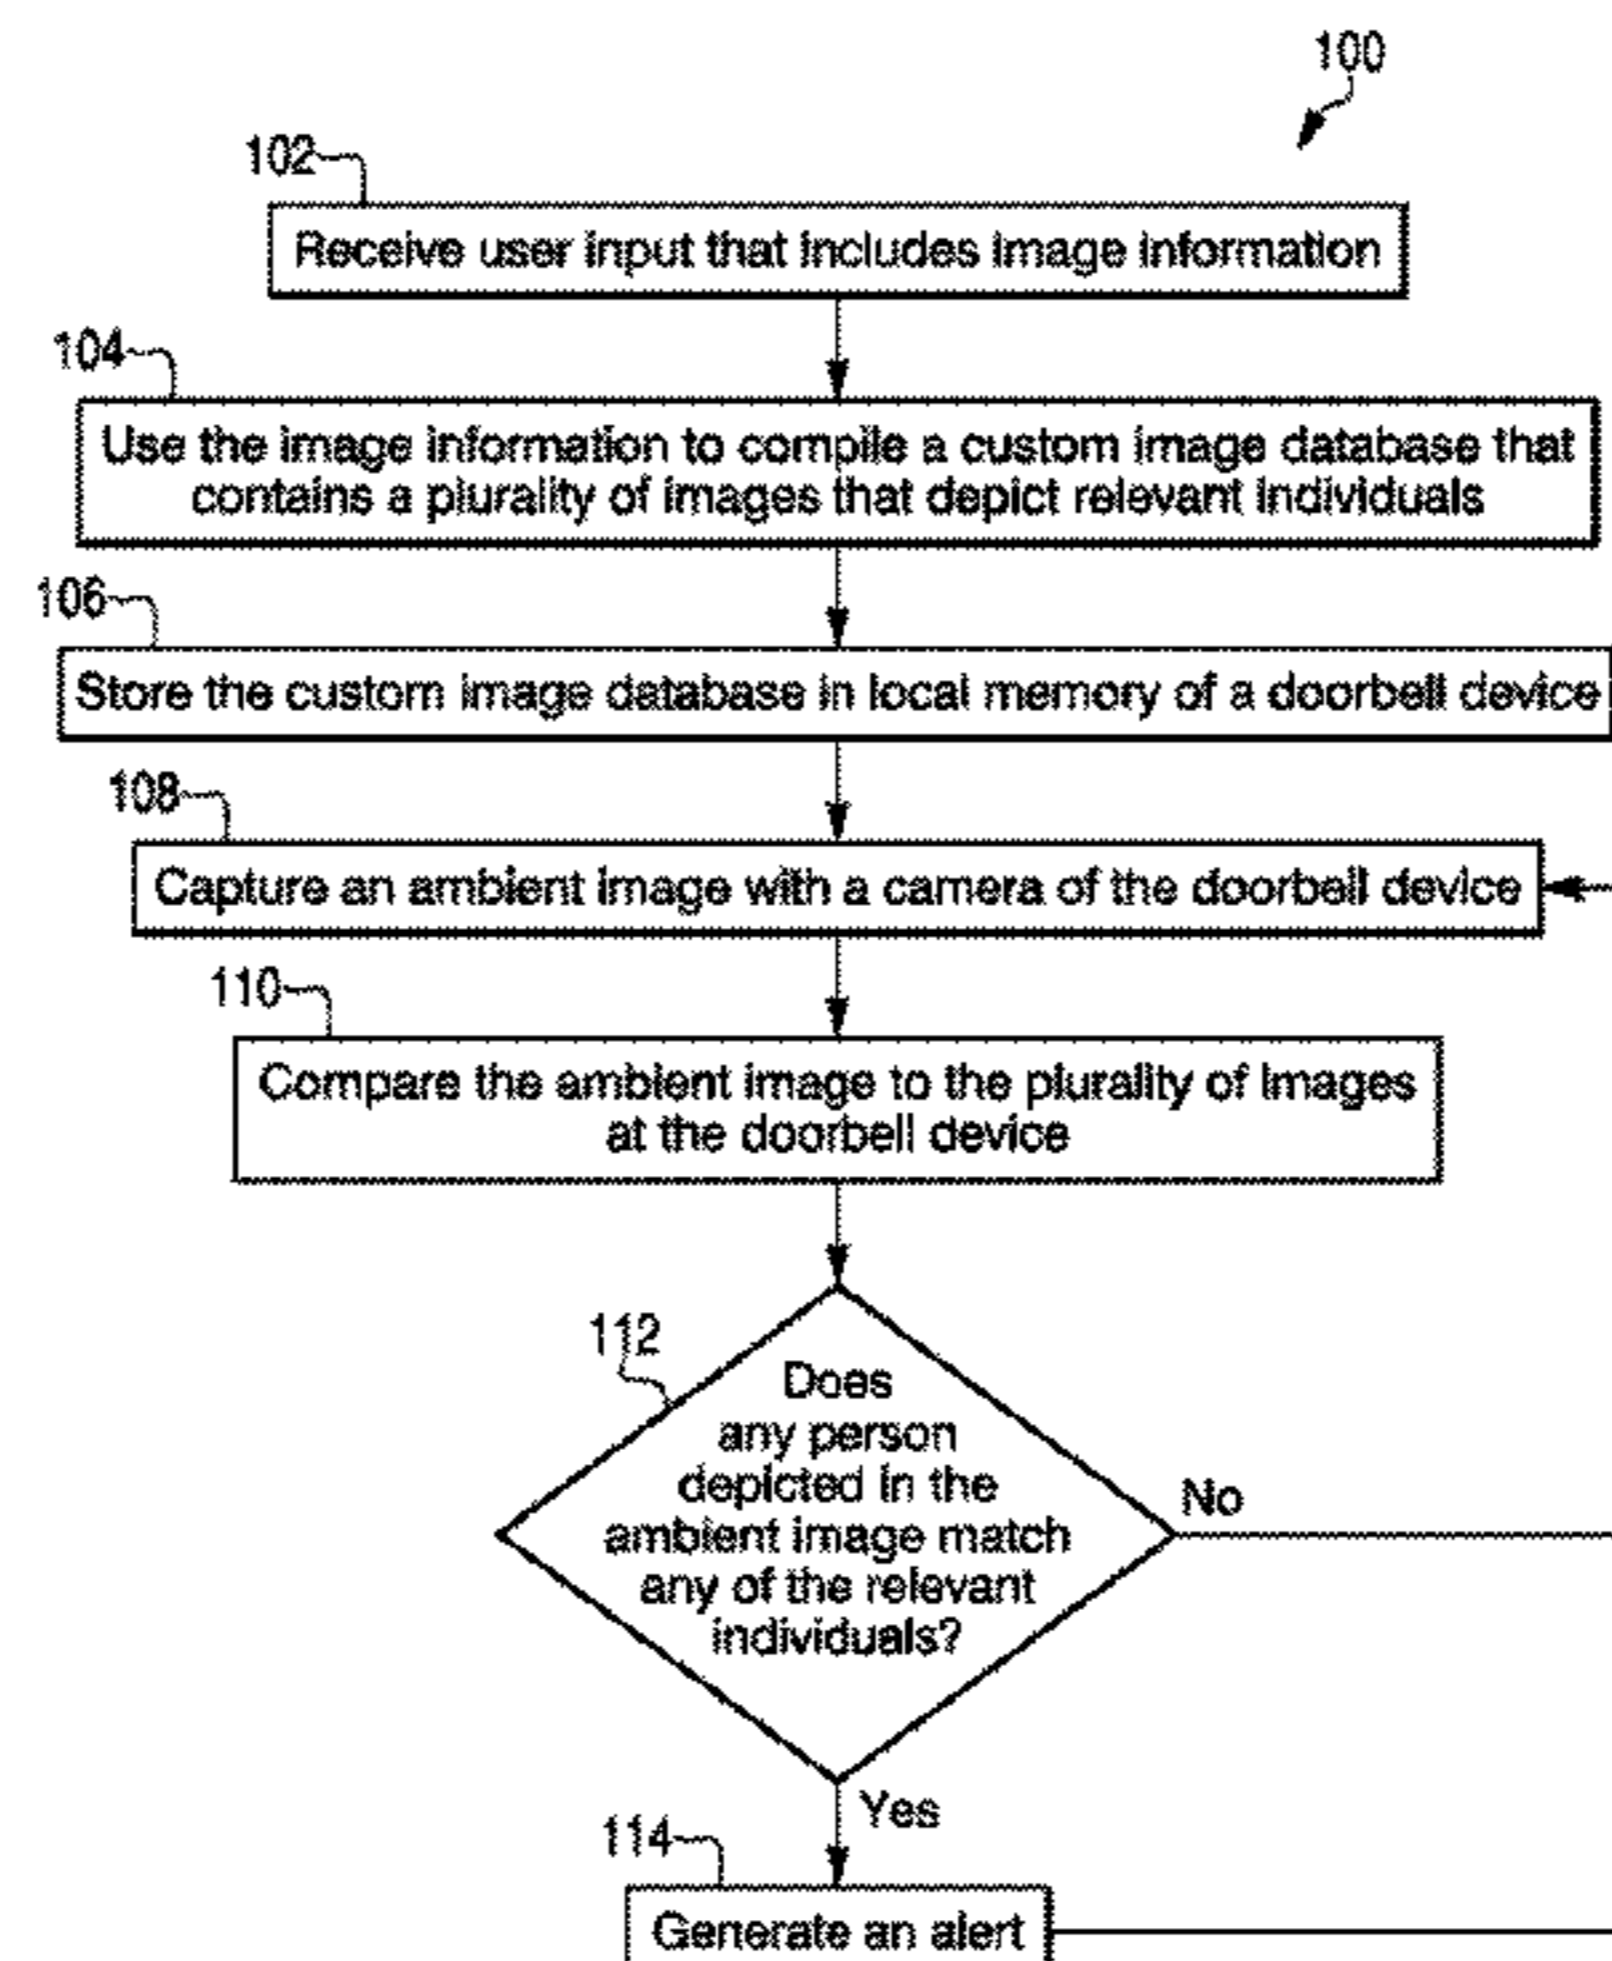 100
102
Receive user input that includes image information
104
Use the image information to compile a custom image database that
contains a plurality of images that depict relevant individuals
106
Store the custom image database in local memory of a doorbell device
108
Capture an ambient image with a camera of the doorbell device
110
Compare the ambient image to the plurality of images
at the doorbell device
112
Does
any person
depicted in the
ambient image match
any of the relevant
individuals?
No
Yes
114
Generate an alert